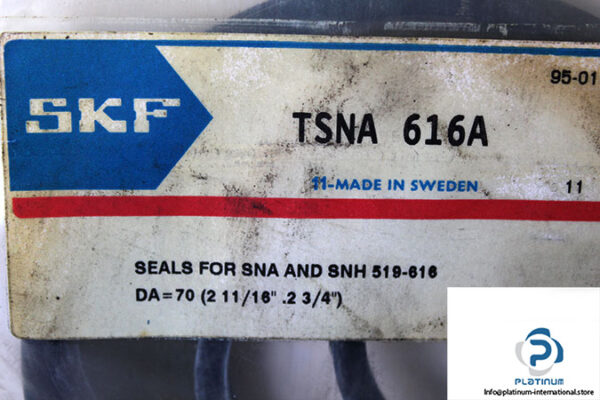 95-01
SKF
TSNA 616A
11-MADE IN SWEDEN
11
SEALS FOR SNA AND SNH 519-616
DA=70 (2 11/16" .2 3/4")
PLATINUM
Info@platinum-international.store